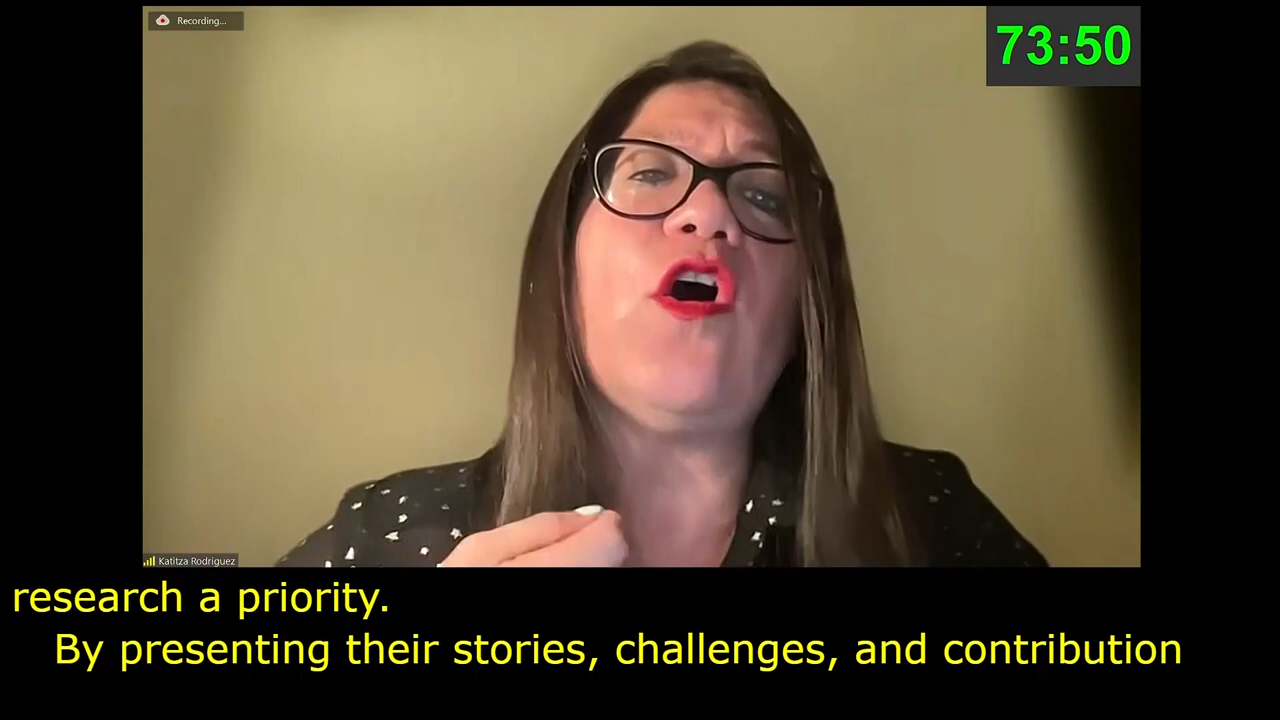 Recording...
73:50
Katitza Rodriguez
research a priority.
By presenting their stories, challenges, and contribution